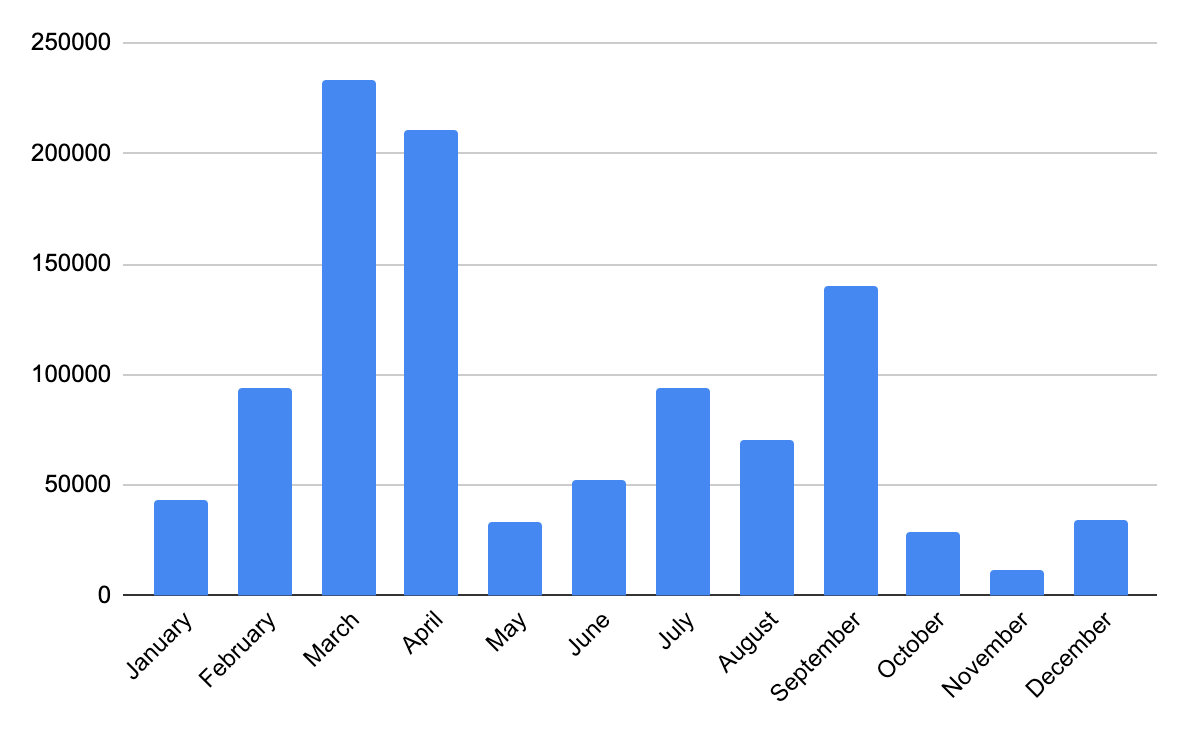 250000
200000
150000
100000
50000
0
January
February
March
April
May
June
July
August
September
October
November
December